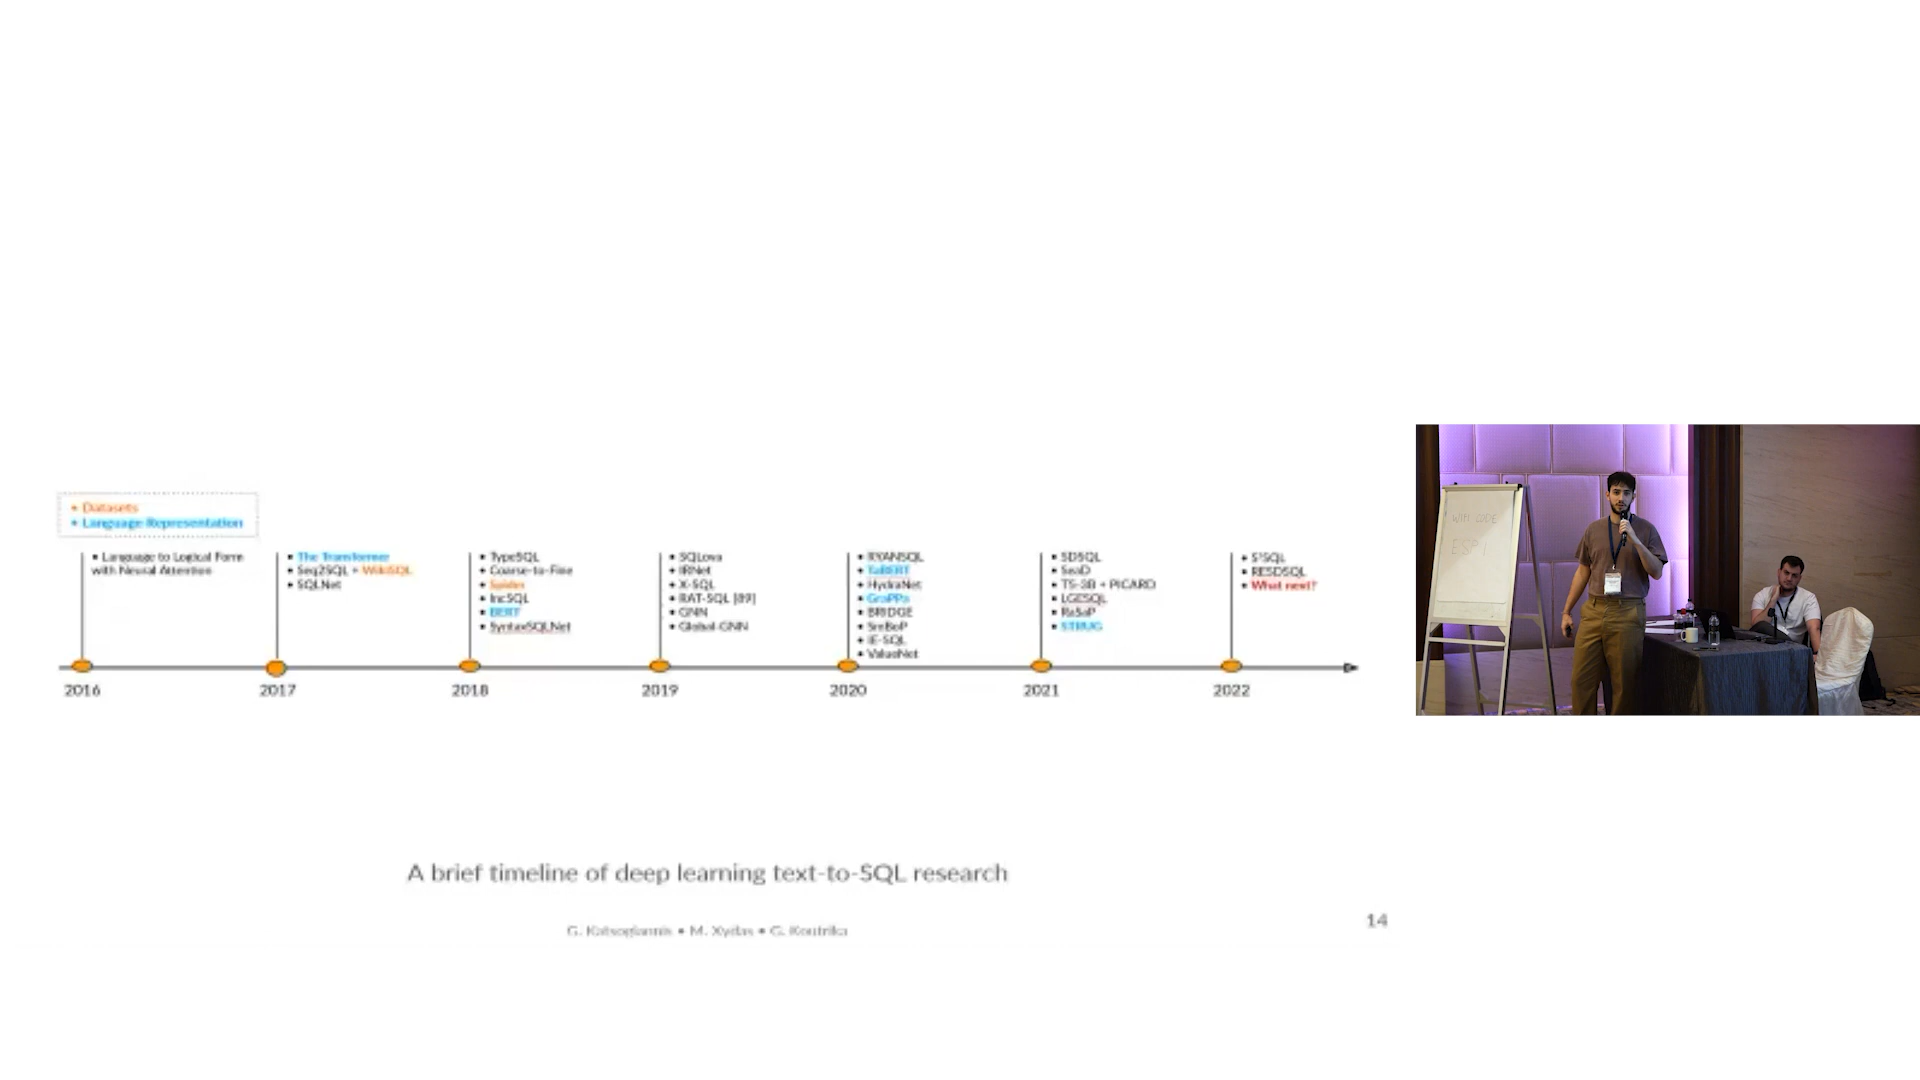 • Datasets
• Language Representation
• Language to Logical Form
with Neural Attention
• The Transformer
• Seq2SQL + WikiSQL
• SQLNet
• TypeSQL
• Coarse-to-Fine
• Spider
• IncSQL
• BERT
• SyntaxSQLNet
• SQLova
• IRNet
• X-SQL
• RAT-SQL [89]
• GNN
• Global-GNN
• RYANSQL
• TaBERT
• HydraNet
• GraPPa
• BRIDGE
• SmBoP
• IE-SQL
• ValueNet
• SDSQL
• SeaD
• T5-3B + PICARD
• LGESQL
• RaSaP
• STRUG
• S²SQL
• RESDSQL
• What next?
2016
2017
2018
2019
2020
2021
2022
A brief timeline of deep learning text-to-SQL research
G. Katsogiannis • M. Xydas • G. Koutrika
14
WIFI CODE